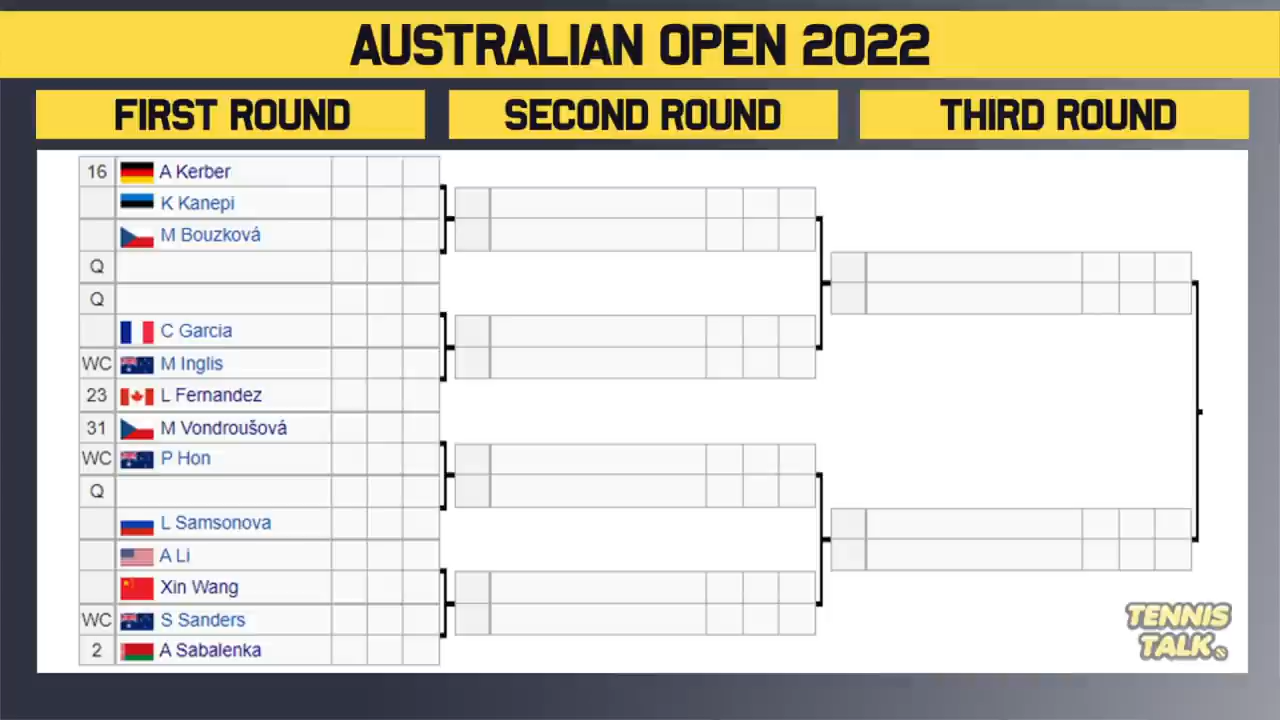 AUSTRALIAN OPEN 2022
FIRST ROUND
SECOND ROUND
THIRD ROUND
16 A Kerber
K Kanepi
M Bouzková
Q
Q
C Garcia
WC M Inglis
23 L Fernandez
31 M Vondroušová
WC P Hon
Q
L Samsonova
A Li
Xin Wang
WC S Sanders
2 A Sabalenka
TENNIS
TALK